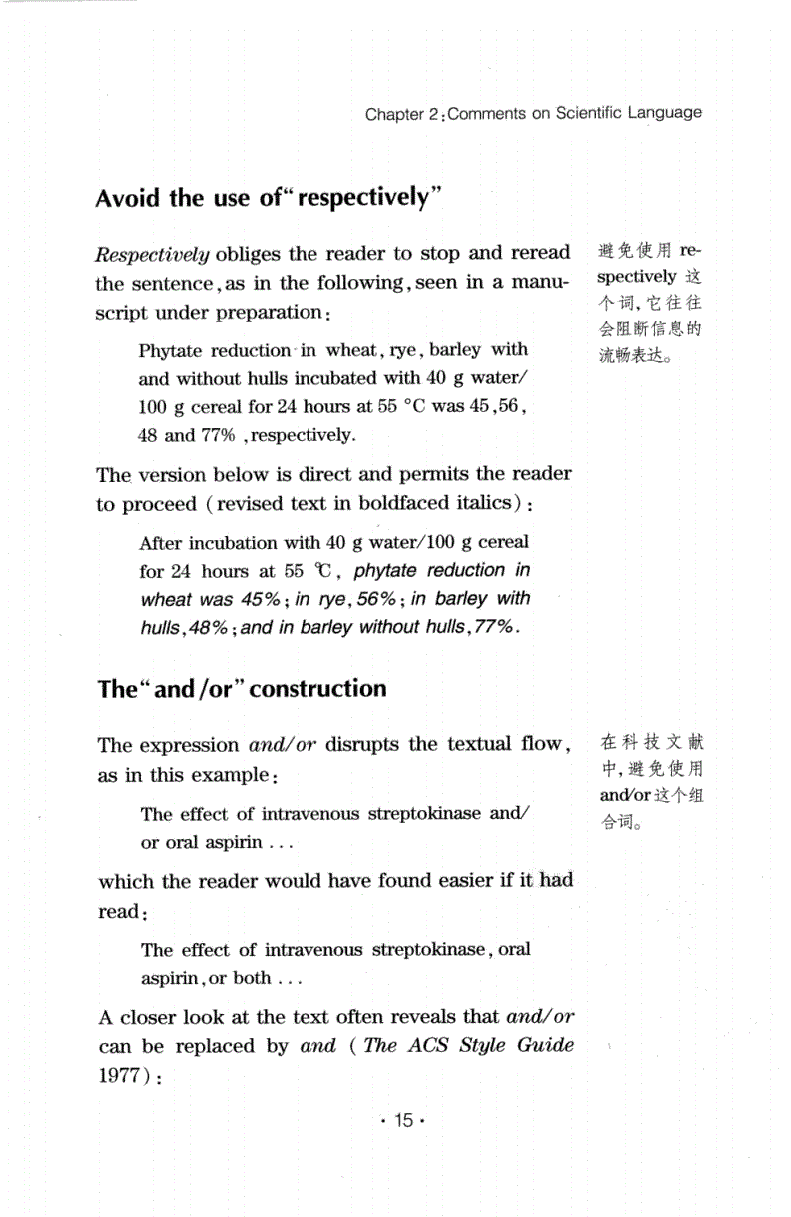 Chapter 2:Comments on Scientific Language
Avoid the use of“respectively”
Respectively obliges the reader to stop and reread
the sentence,as in the following,seen in a manu-
script under preparation:
Phytate reduction in wheat,rye,barley with
and without hulls incubated with 40 g water/
100 g cereal for 24 hours at 55 °C was 45,56,
48 and 77% ,respectively.
The version below is direct and permits the reader
to proceed (revised text in boldfaced italics):
After incubation with 40 g water/100 g cereal
for 24 hours at 55 ℃, phytate reduction in
wheat was 45%;in rye,56%;in barley with
hulls,48%;and in barley without hulls,77%.
避免使用 re-
spectively 这
个词,它往往
会阻断信息的
流畅表达。
The“and/or”construction
The expression and/or disrupts the textual flow,
as in this example:
The effect of intravenous streptokinase and/
or oral aspirin ...
which the reader would have found easier if it had
read:
The effect of intravenous streptokinase,oral
aspirin,or both ...
A closer look at the text often reveals that and/or
can be replaced by and (The ACS Style Guide
1977):
在科技文献
中,避免使用
and/or这个组
合词。
·15·